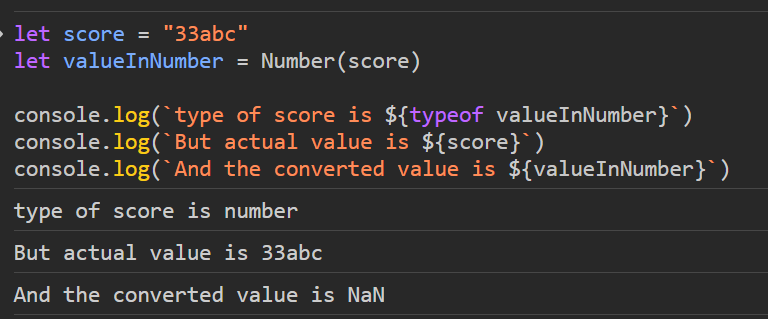 let score = "33abc"
let valueInNumber = Number(score)
console.log(`type of score is ${typeof valueInNumber}`)
console.log(`But actual value is ${score}`)
console.log(`And the converted value is ${valueInNumber}`)
type of score is number
But actual value is 33abc
And the converted value is NaN